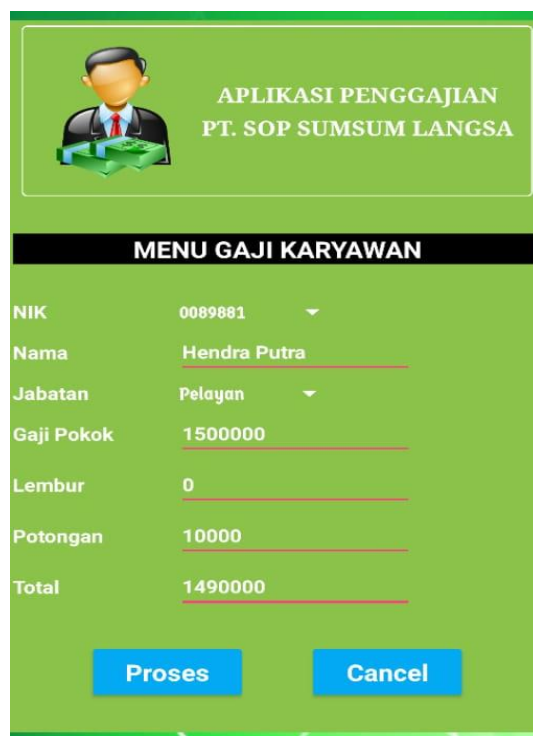 APLIKASI PENGGAJIAN
PT. SOP SUMSUM LANGSA
MENU GAJI KARYAWAN
NIK 0089881
Nama Hendra Putra
Jabatan Pelayan
Gaji Pokok 1500000
Lembur 0
Potongan 10000
Total 1490000
Proses Cancel